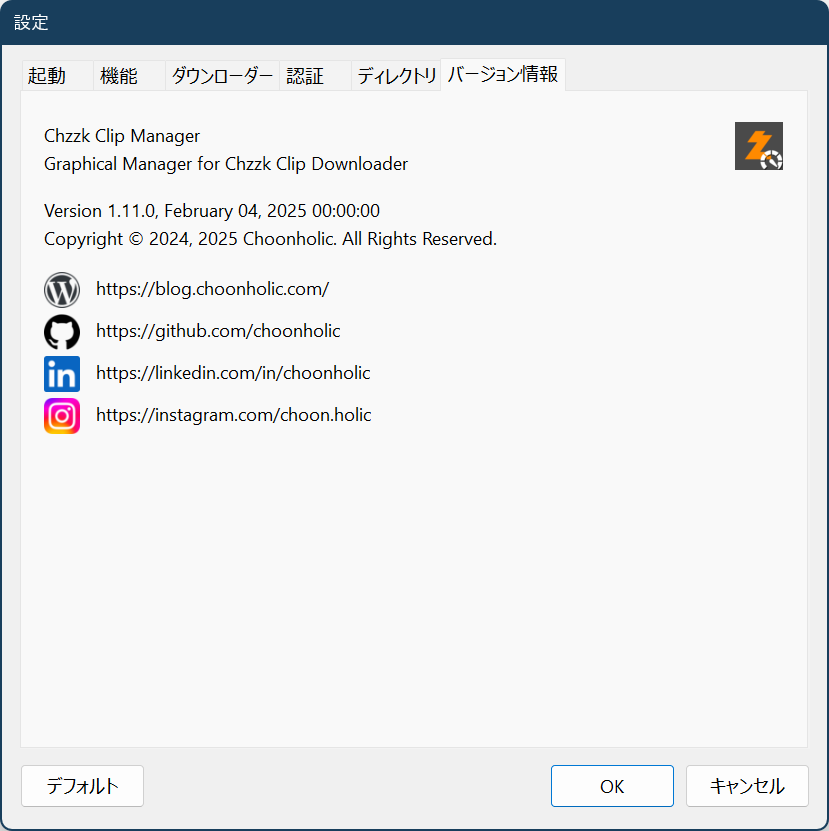 設定
起動 機能 ダウンローダー 認証 ディレクトリ バージョン情報
Chzzk Clip Manager
Graphical Manager for Chzzk Clip Downloader
Version 1.11.0, February 04, 2025 00:00:00
Copyright © 2024, 2025 Choonholic. All Rights Reserved.
https://blog.choonholic.com/
https://github.com/choonholic
https://linkedin.com/in/choonholic
https://instagram.com/choon.holic
デフォルト OK キャンセル